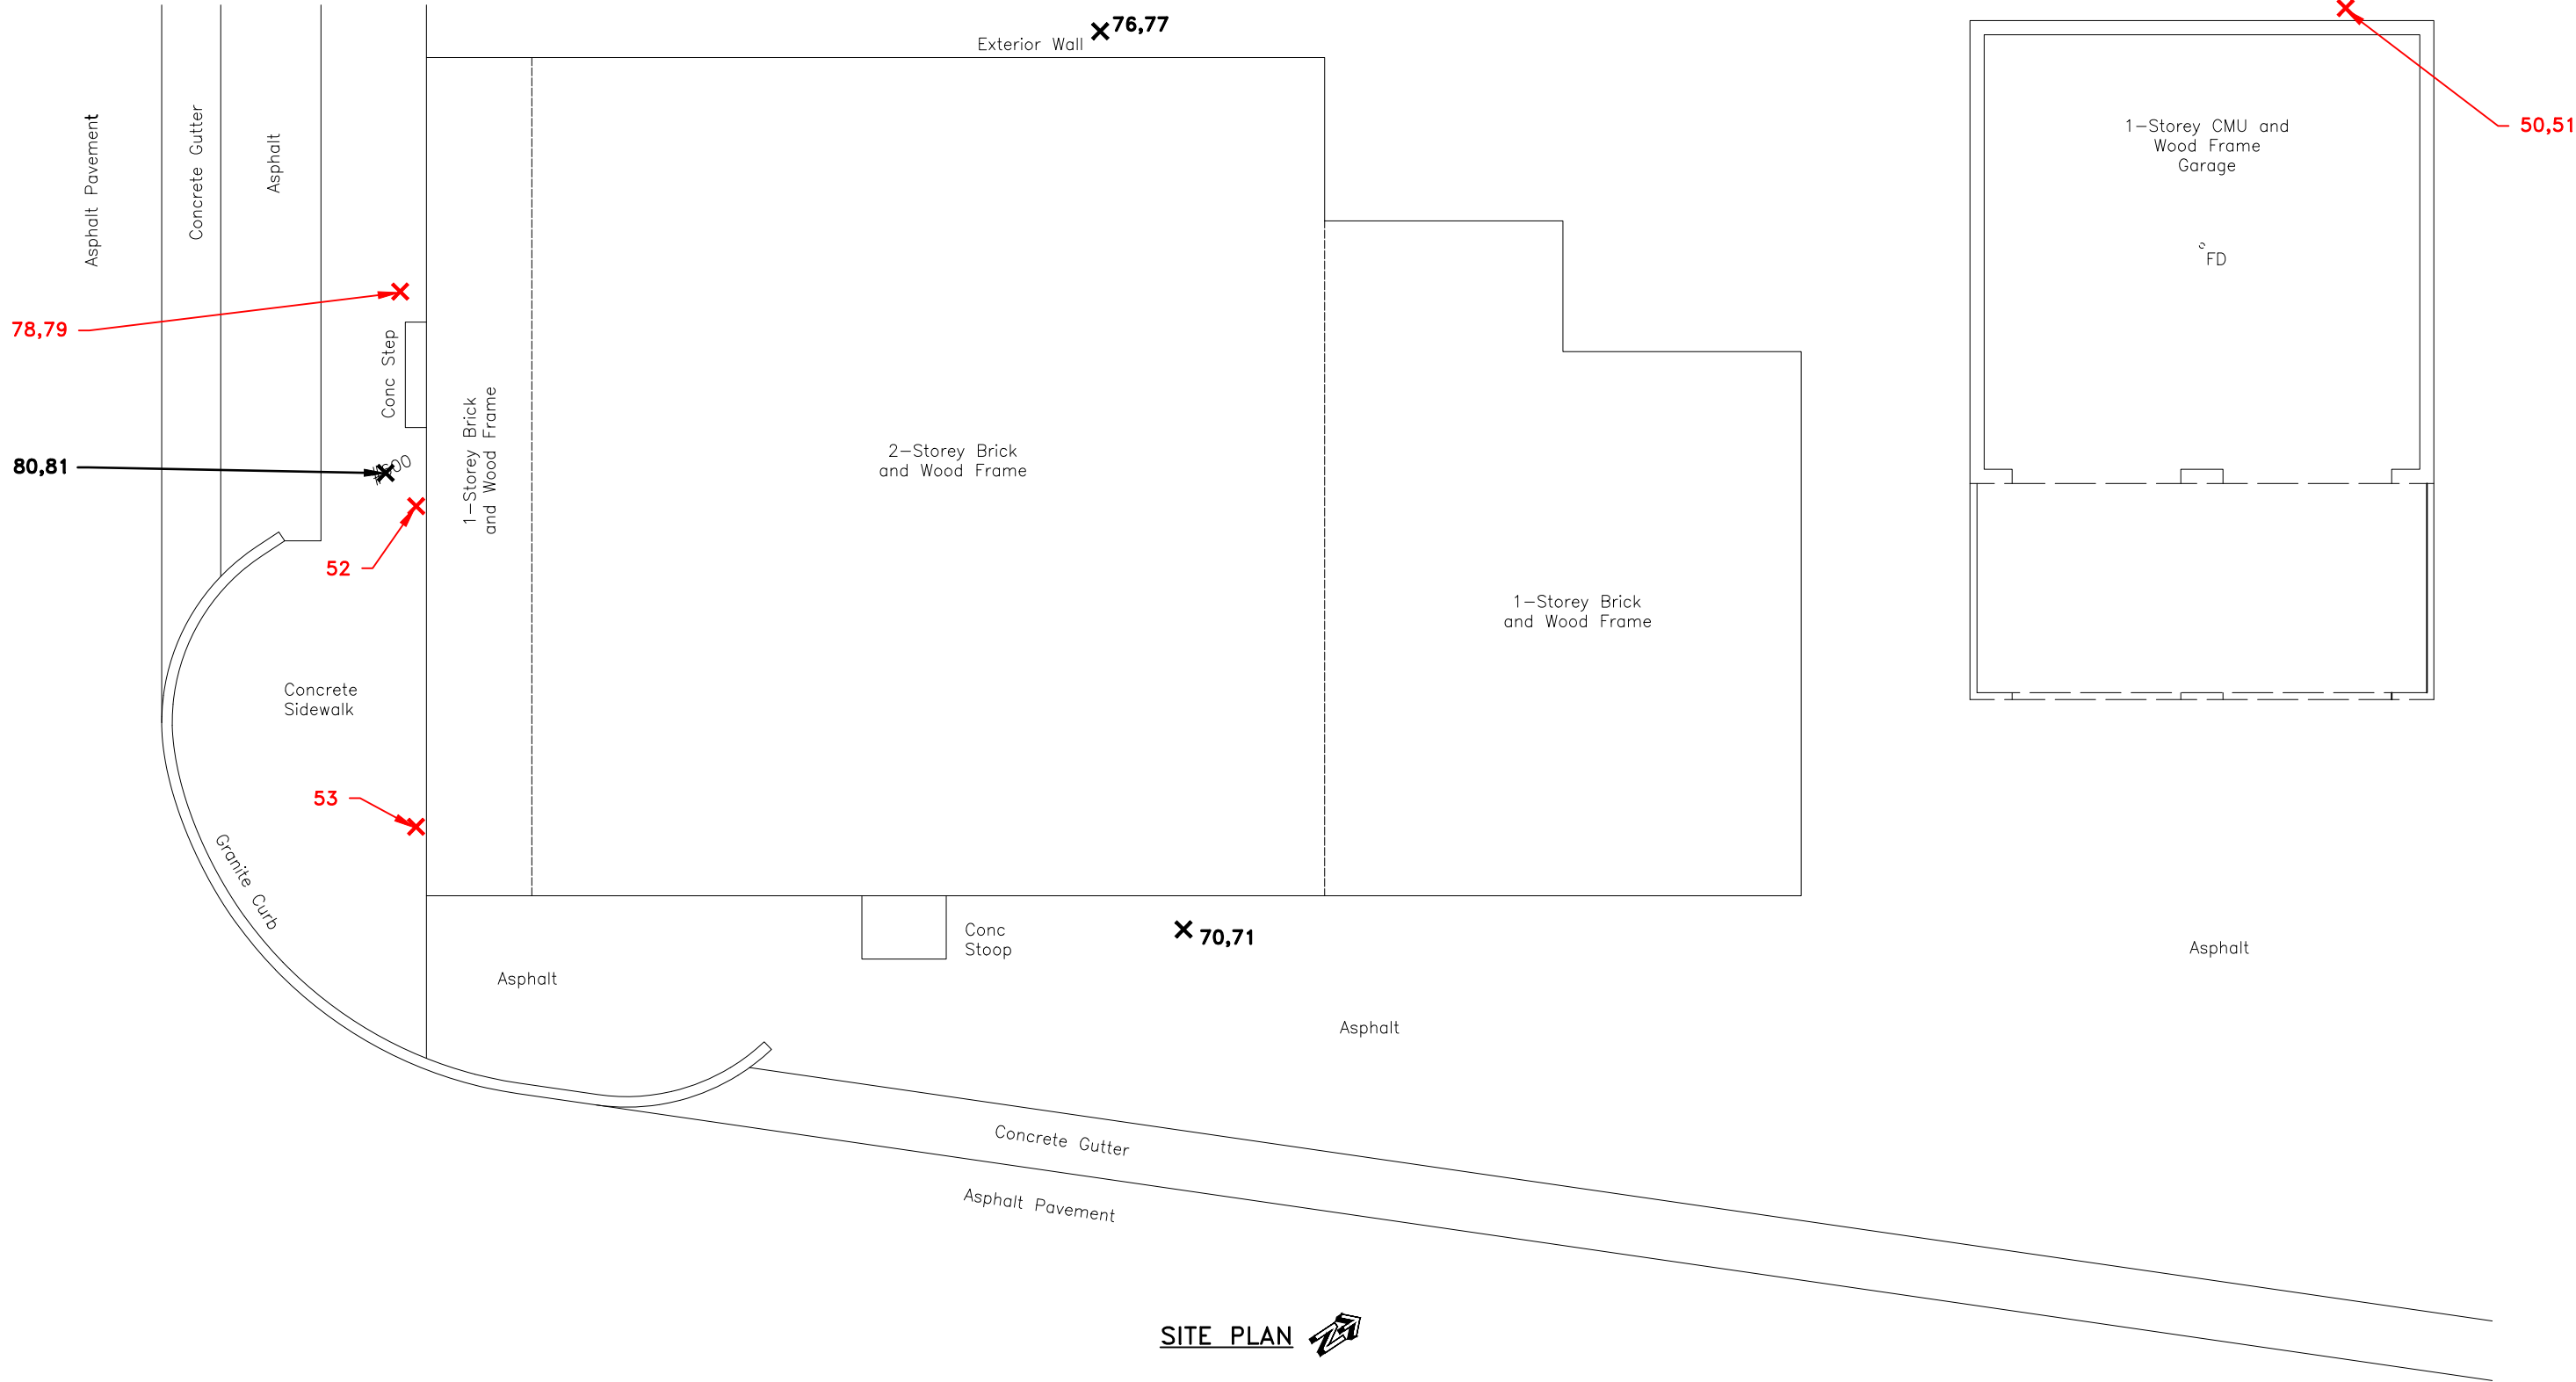 76,77
Exterior Wall
50,51
1-Storey CMU and
Wood Frame
Garage
FD
Asphalt Pavement
Concrete Gutter
Asphalt
78,79
Conc Step
80,81
1-Storey Brick
and Wood Frame
2-Storey Brick
and Wood Frame
52
1-Storey Brick
and Wood Frame
Concrete
Sidewalk
53
Granite Curb
Conc
Stoop
70,71
Asphalt
Asphalt
Asphalt
Concrete Gutter
Asphalt Pavement
SITE PLAN
N